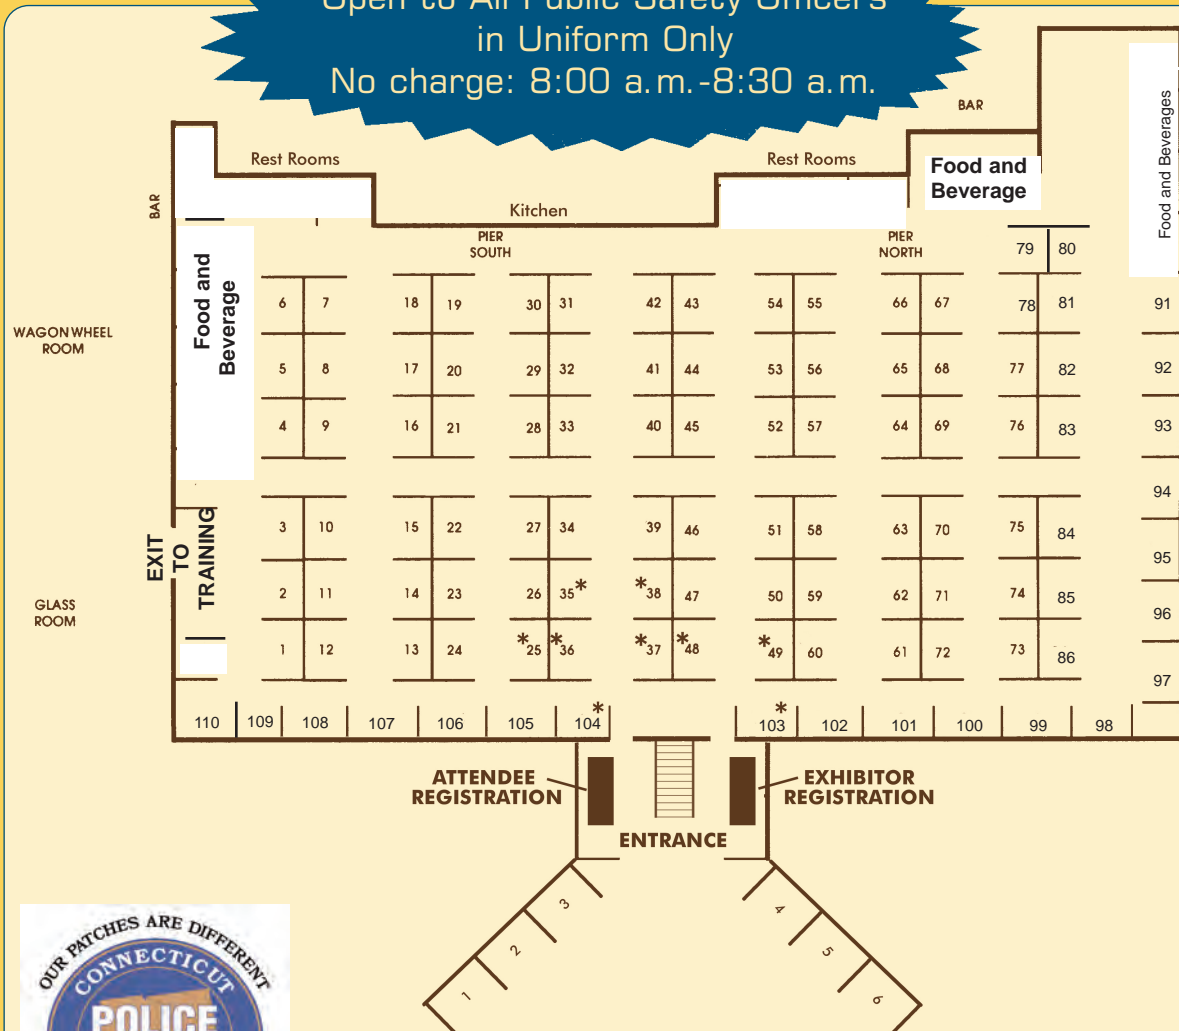 Open to All Public Safety Officers
in Uniform Only
No charge: 8:00 a.m.-8:30 a.m.
BAR
Rest Rooms
Rest Rooms
Food and
Beverage
Food and Beverages
BAR
Kitchen
PIER
SOUTH
PIER
NORTH
79 80
Food and
Beverage
WAGON WHEEL
ROOM
6 7 18 19 30 31 42 43 54 55 66 67 78 81 91
5 8 17 20 29 32 41 44 53 56 65 68 77 82 92
4 9 16 21 28 33 40 45 52 57 64 69 76 83 93
94
EXIT
TO
TRAINING
3 10 15 22 27 34 39 46 51 58 63 70 75 84
95
GLASS
ROOM
2 11 14 23 26 35* *38 47 50 59 62 71 74 85 96
1 12 13 24 *25 *36 *37 *48 *49 60 61 72 73 86
97
110 109 108 107 106 105 104* 103* 102 101 100 99 98
ATTENDEE
REGISTRATION
EXHIBITOR
REGISTRATION
ENTRANCE
3 4
2 5
1 6
OUR PATCHES ARE DIFFERENT
CONNECTICUT
POLICE